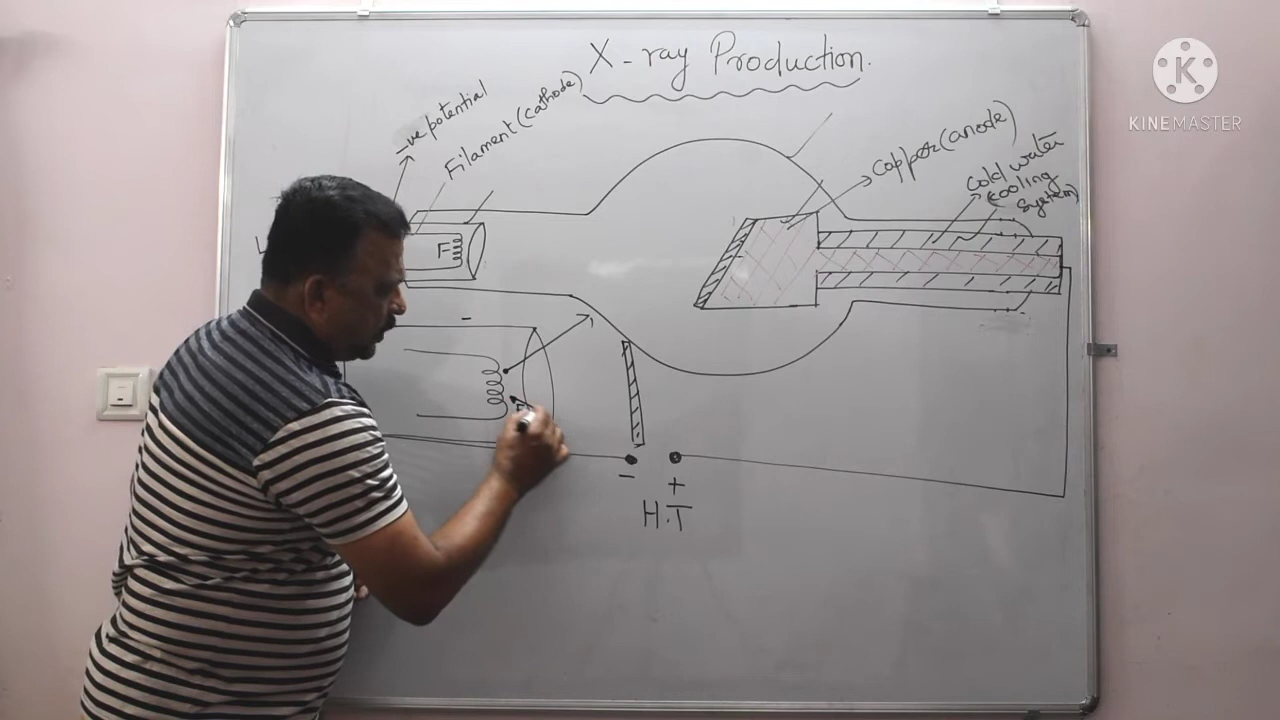 X-ray Production.
-ve potential
Filament (cathode)
copper (anode)
cold water
cooling
system)
F
-
-
+
H.T
KINEMASTER
K